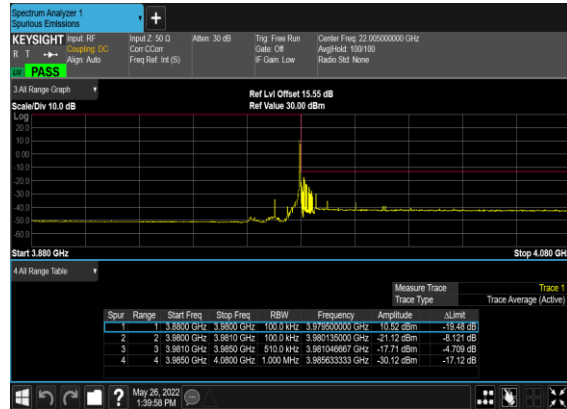 Spectrum Analyzer 1
Spurious Emissions
+
KEYSIGHT Input: RF Input Z: 50 Ω Atten: 30 dB Trig: Free Run Center Freq: 22.005000000 GHz
R T Coupling: DC Corr CCorr Gate: Off Avg|Hold: 100/100
Align: Auto Freq Ref: Int (S) IF Gain: Low Radio Std: None
PASS
3 All Range Graph
Ref Lvl Offset 15.55 dB
Scale/Div 10.0 dB Ref Value 30.00 dBm
Log
20.0
10.0
0.00
-10.0
-20.0
-30.0
-40.0
-50.0
-60.0
Start 3.880 GHz Stop 4.080 GHz
4 All Range Table
Measure Trace Trace 1
Trace Type Trace Average (Active)
Spur Range Start Freq Stop Freq RBW Frequency Amplitude ΔLimit
1 1 3.8800 GHz 3.9800 GHz 100.0 kHz 3.979500000 GHz 10.52 dBm -19.48 dB
2 2 3.9800 GHz 3.9810 GHz 100.0 kHz 3.980135000 GHz -21.12 dBm -8.121 dB
3 3 3.9810 GHz 3.9850 GHz 510.0 kHz 3.981046667 GHz -17.71 dBm -4.709 dB
4 4 3.9850 GHz 4.0800 GHz 1.000 MHz 3.985633333 GHz -30.12 dBm -17.12 dB
? May 26, 2022
1:39:58 PM